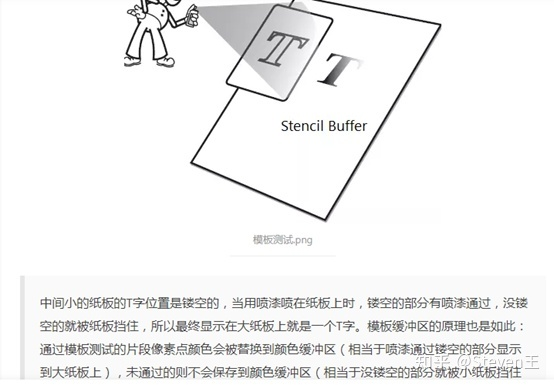 T T
Stencil Buffer
模板测试.png
中间小的纸板的T字位置是镂空的，当用喷漆喷在纸板上时，镂空的部分有喷漆通过，没镂
空的就被纸板挡住，所以最终显示在大纸板上就是一个T字。模板缓冲区的原理也是如此：
通过模板测试的片段像素点颜色会被替换到颜色缓冲区（相当于喷漆通过镂空的部分显示
到大纸板上），未通过的则不会保存到颜色缓冲区（相当于没镂空的部分就被小纸板挡住
知乎 @Steven王